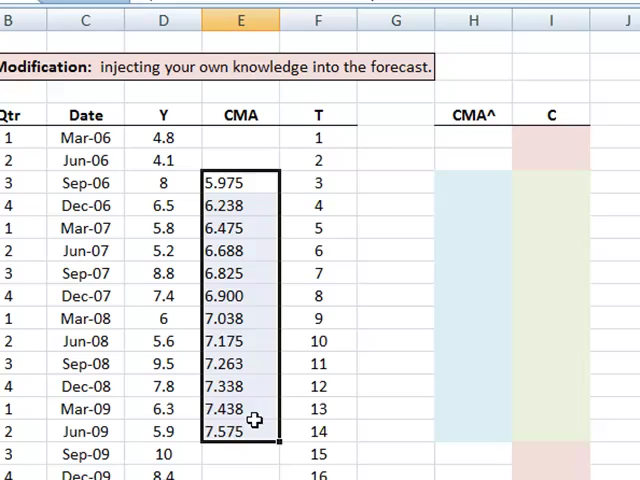 B C D E F G H I J
Modification: injecting your own knowledge into the forecast.
Qtr Date Y CMA T CMA^ C
1 Mar-06 4.8 1
2 Jun-06 4.1 2
3 Sep-06 8 5.975 3
4 Dec-06 6.5 6.238 4
1 Mar-07 5.8 6.475 5
2 Jun-07 5.2 6.688 6
3 Sep-07 8.8 6.825 7
4 Dec-07 7.4 6.900 8
1 Mar-08 6 7.038 9
2 Jun-08 5.6 7.175 10
3 Sep-08 9.5 7.263 11
4 Dec-08 7.8 7.338 12
1 Mar-09 6.3 7.438 13
2 Jun-09 5.9 7.575 14
3 Sep-09 10 15
4 Dec-09 8.4 16